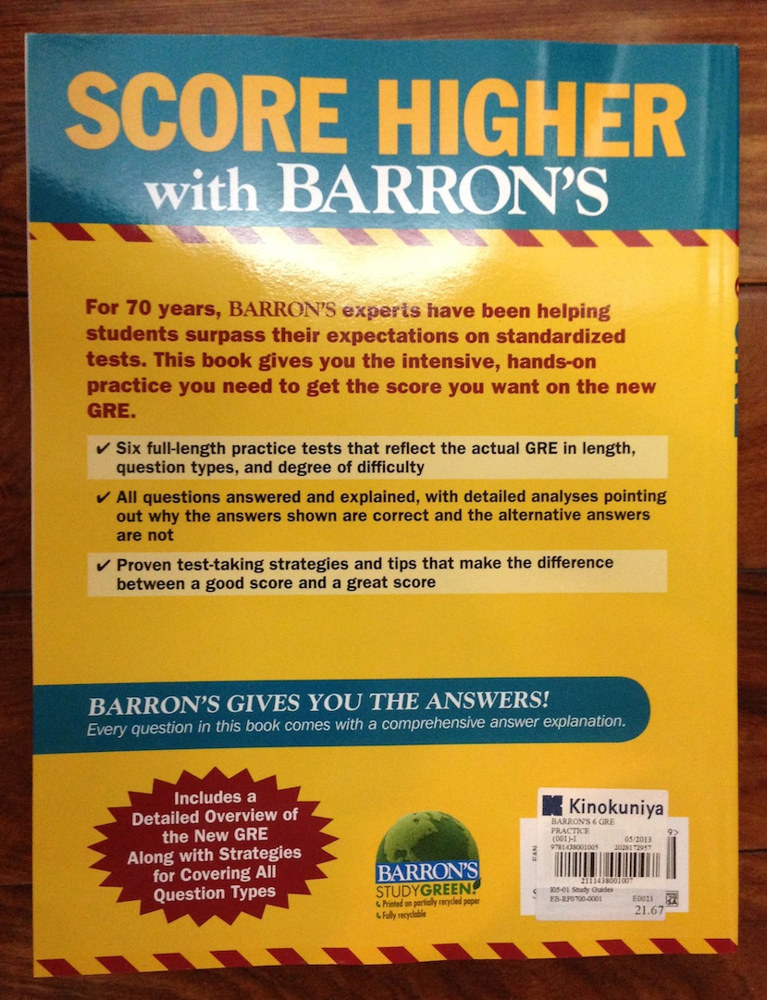 SCORE HIGHER
with BARRON'S
For 70 years, BARRON'S experts have been helping
students surpass their expectations on standardized
tests. This book gives you the intensive, hands-on
practice you need to get the score you want on the new
GRE.
✔ Six full-length practice tests that reflect the actual GRE in length,
question types, and degree of difficulty
✔ All questions answered and explained, with detailed analyses pointing
out why the answers shown are correct and the alternative answers
are not
✔ Proven test-taking strategies and tips that make the difference
between a good score and a great score
BARRON'S GIVES YOU THE ANSWERS!
Every question in this book comes with a comprehensive answer explanation.
Includes a
Detailed Overview of
the New GRE
Along with Strategies
for Covering All
Question Types
BARRON'S
STUDYGREEN!
Printed on partially recycled paper
Fully recyclable
Kinokuniya
BARRON'S 6 GRE
PRACTICE
(001)-I 05/2013
9781438001005 2028172957
2111438001007
I05-01 Study Guides
EB-RF0700-0001 E0021
21.67
EAN
9>